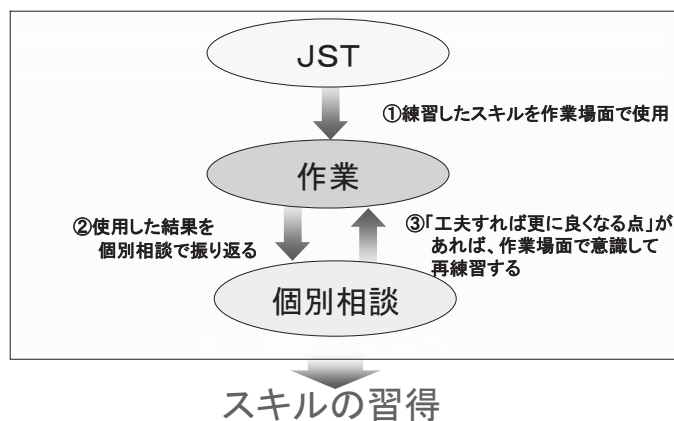 JST
①練習したスキルを作業場面で使用
作業
②使用した結果を
個別相談で振り返る
③「工夫すれば更に良くなる点」が
あれば、作業場面で意識して
再練習する
個別相談
スキルの習得